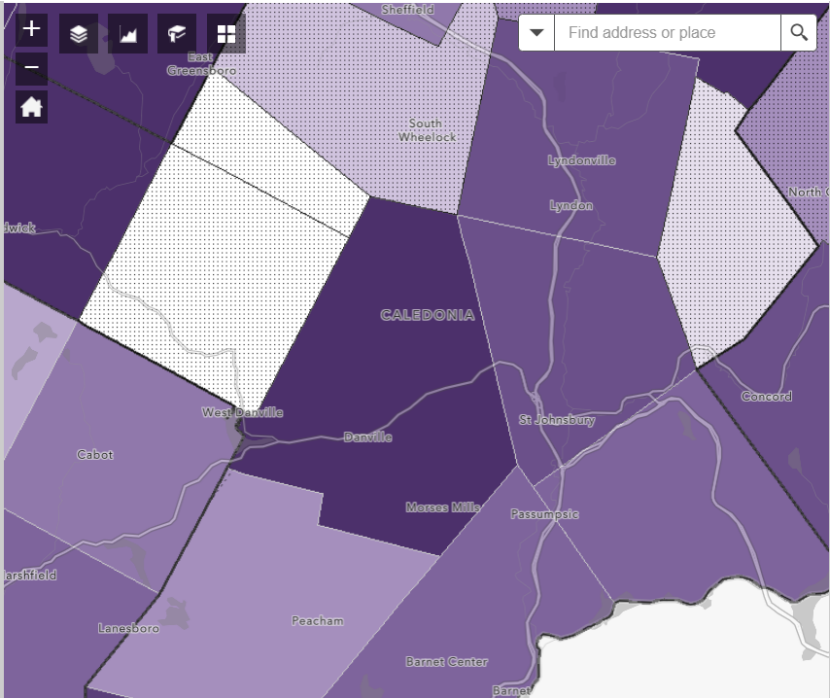 Sheffield
Find address or place
East
Greensboro
South
Wheelock
Lyndonville
North
Lyndon
dwick
CALEDONIA
Concord
West Danville
St Johnsbury
Danville
Cabot
Morses Mills
Passumpsic
arshfield
Peacham
Lanesboro
Barnet Center
Barnet